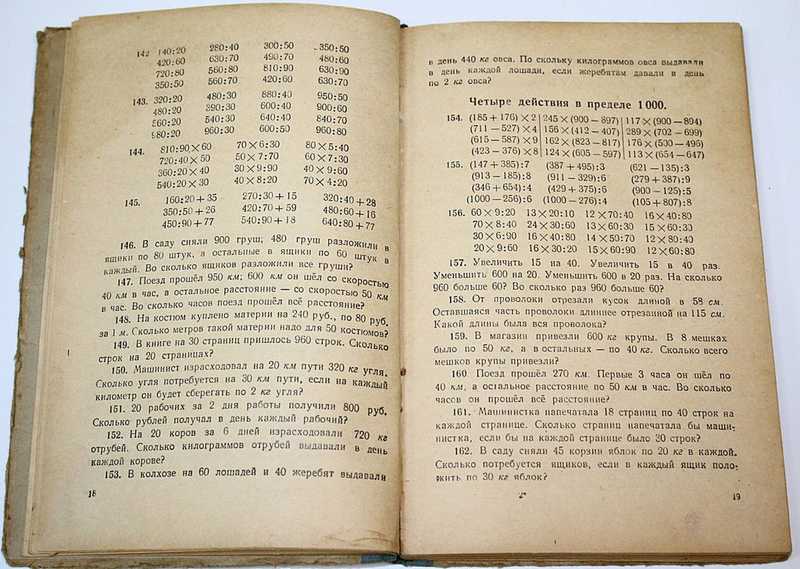 142 140:20 280:40 300:50 350:50
420:60 630:70 490:70 480:60
720:80 560:80 810:90 630:90
350:50 560:70 420:60 630:70
143. 320:20 480:30 880:40 950:50
480:20 390:30 600:40 900:60
560:20 540:30 640:40 840:70
980:20 960:30 600:50 960:80
144. 810:90×60 70×6:30 80×5:40
720:40×50 50×7:70 60×7:30
360:20×40 30×9:90 40×9:60
540:20×30 40×8:20 70×4:20
145. 160:20+35 270:30+15 320:40+28
350:50+26 420:70+59 480:60+16
450:90+77 540:90+18 640:80+77
146. В саду сняли 900 груш; 480 груш разложили в
ящики по 80 штук, а остальные в ящики по 60 штук в
каждый. Во сколько ящиков разложили все груши?
147. Поезд прошёл 950 км; 600 км он шёл со скоростью
40 км в час, а остальное расстояние — со скоростью 50 км
в час. Во сколько часов поезд прошёл всё расстояние?
148. На костюм куплено материи на 240 руб., по 80 руб.
за 1 м. Сколько метров такой материи надо для 50 костюмов?
149. В книге на 30 страниц пришлось 960 строк. Сколько
строк на 20 страницах?
150. Машинист израсходовал на 20 км пути 320 кг угля.
Сколько угля потребуется на 30 км пути, если на каждый
километр он будет сберегать по 2 кг угля?
151. 20 рабочих за 2 дня работы получили 800 руб.
Сколько рублей получал в день каждый рабочий?
152. На 20 коров за 6 дней израсходовали 720 кг
отрубей. Сколько килограммов отрубей выдавали в день
каждой корове?
153. В колхозе на 60 лошадей и 40 жеребят выдавали
18
в день 440 кг овса. По скольку килограммов овса выдавали
в день каждой лошади, если жеребятам давали в день
по 2 кг овса?
Четыре действия в пределе 1 000.
154. (185+176)×2 245×(900−897) 117×(900−894)
(711−527)×4 156×(412−407) 289×(702−699)
(615−587)×9 162×(823−817) 176×(500−496)
(423−376)×8 124×(605−597) 113×(654−647)
155. (147+385):7 (387+495):3 (621−135):3
(913−185):8 (911−329):6 (279+387):9
(346+654):4 (429+375):6 (900−125):5
(1000−256):6 (1000−276):4 (105+807):8
156. 60×9:20 13×20:10 12×70:40 16×40:80
70×8:40 24×30:60 13×60:30 15×60:30
30×6:90 16×40:80 14×50:70 12×80:40
20×9:60 16×30:20 15×60:90 12×60:80
157. Увеличить 15 на 40. Увеличить 15 в 40 раз.
Уменьшить 600 на 20. Уменьшить 600 в 20 раз. На сколько
960 больше 60? Во сколько раз 960 больше 60?
158. От проволоки отрезали кусок длиной в 58 см.
Оставшаяся часть проволоки длиннее отрезанной на 115 см.
Какой длины была вся проволока?
159. В магазин привезли 600 кг крупы. В 8 мешках
было по 50 кг, а в остальных — по 40 кг. Сколько всего
мешков крупы привезли?
160. Поезд прошёл 270 км. Первые 3 часа он шёл по
40 км, а остальное расстояние по 50 км в час. Во сколько
часов он прошёл всё расстояние?
161. Машинистка напечатала 18 страниц по 40 строк на
каждой странице. Сколько страниц напечатала бы маши-
нистка, если бы на каждой странице было 30 строк?
162. В саду сняли 45 корзин яблок по 20 кг в каждой.
Сколько потребуется ящиков, если в каждый ящик поло-
жить по 30 кг яблок?
2* 19